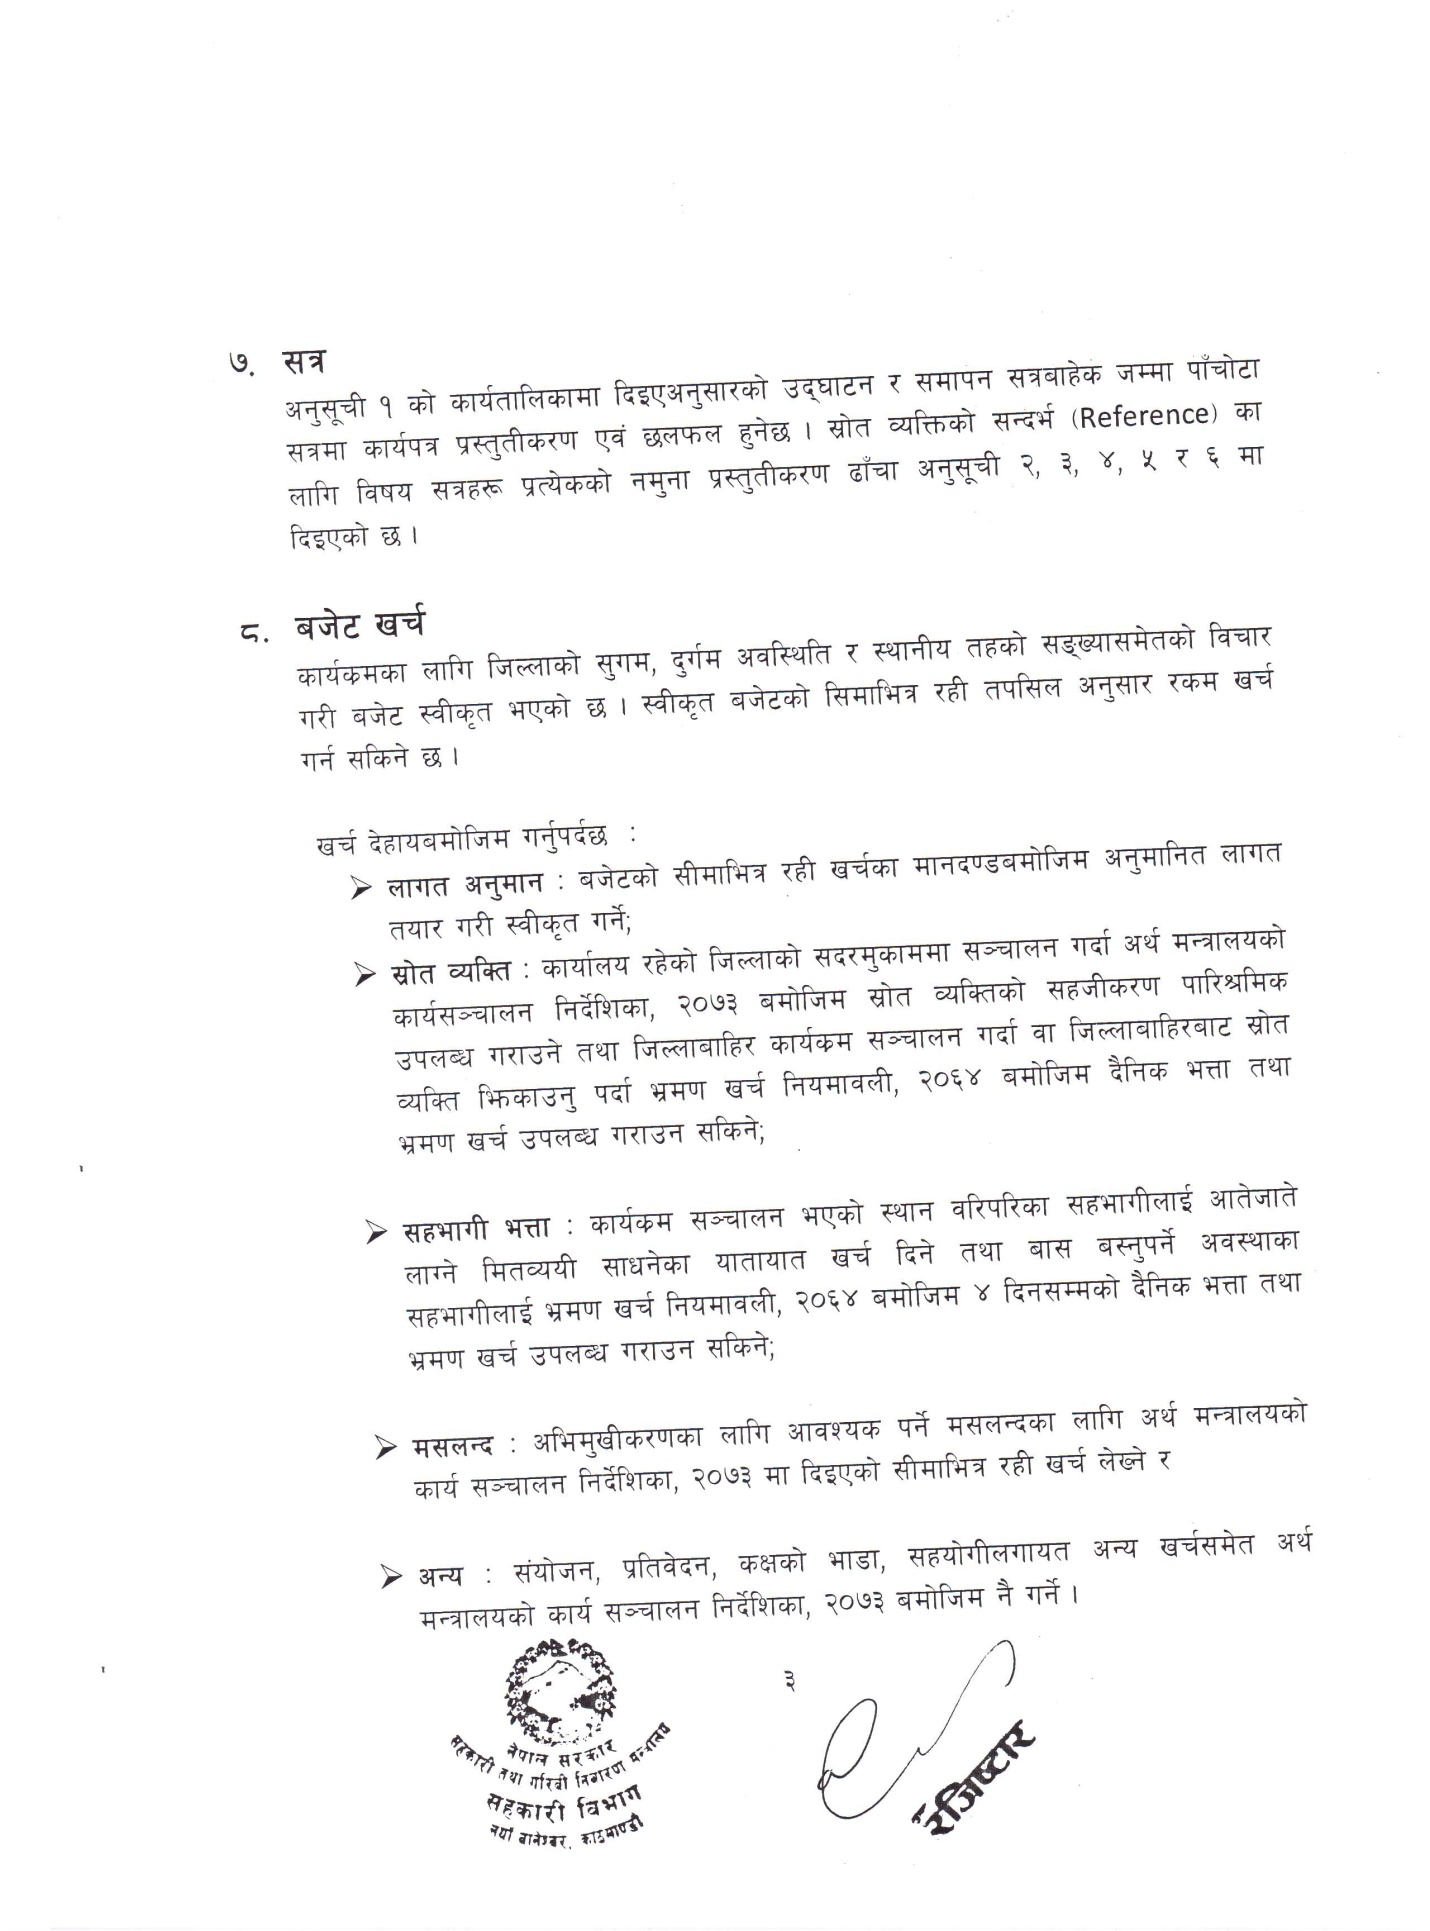 ७. सत्र
अनुसूची १ को कार्यतालिकामा दिइएअनुसारको उद्घाटन र समापन सत्रबाहेक जम्मा पाँचोटा
सत्रमा कार्यपत्र प्रस्तुतीकरण एवं छलफल हुनेछ । स्रोत व्यक्तिको सन्दर्भ (Reference) का
लागि विषय सत्रहरू प्रत्येकको नमुना प्रस्तुतीकरण ढाँचा अनुसूची २, ३, ४, ५ र ६ मा
दिइएको छ ।
८. बजेट खर्च
कार्यक्रमका लागि जिल्लाको सुगम, दुर्गम अवस्थिति र स्थानीय तहको सङ्ख्यासमेतको विचार
गरी बजेट स्वीकृत भएको छ । स्वीकृत बजेटको सिमाभित्र रही तपसिल अनुसार रकम खर्च
गर्न सकिने छ ।
खर्च देहायबमोजिम गर्नुपर्दछ :
➢ लागत अनुमान : बजेटको सीमाभित्र रही खर्चका मानदण्डबमोजिम अनुमानित लागत
तयार गरी स्वीकृत गर्ने;
➢ स्रोत व्यक्ति : कार्यालय रहेको जिल्लाको सदरमुकाममा सञ्चालन गर्दा अर्थ मन्त्रालयको
कार्यसञ्चालन निर्देशिका, २०७३ बमोजिम स्रोत व्यक्तिको सहजीकरण पारिश्रमिक
उपलब्ध गराउने तथा जिल्लाबाहिर कार्यक्रम सञ्चालन गर्दा वा जिल्लाबाहिरबाट स्रोत
व्यक्ति झिकाउनु पर्दा भ्रमण खर्च नियमावली, २०६४ बमोजिम दैनिक भत्ता तथा
भ्रमण खर्च उपलब्ध गराउन सकिने;
➢ सहभागी भत्ता : कार्यक्रम सञ्चालन भएको स्थान वरिपरिका सहभागीलाई आतेजाते
लाग्ने मितव्ययी साधनेका यातायात खर्च दिने तथा बास बस्नुपर्ने अवस्थाका
सहभागीलाई भ्रमण खर्च नियमावली, २०६४ बमोजिम ४ दिनसम्मको दैनिक भत्ता तथा
भ्रमण खर्च उपलब्ध गराउन सकिने;
➢ मसलन्द : अभिमुखीकरणका लागि आवश्यक पर्ने मसलन्दका लागि अर्थ मन्त्रालयको
कार्य सञ्चालन निर्देशिका, २०७३ मा दिइएको सीमाभित्र रही खर्च लेख्ने र
➢ अन्य : संयोजन, प्रतिवेदन, कक्षको भाडा, सहयोगीलगायत अन्य खर्चसमेत अर्थ
मन्त्रालयको कार्य सञ्चालन निर्देशिका, २०७३ बमोजिम नै गर्ने ।
३
नेपाल सरकार
सहकारी तथा गरिबी निवारण मन्त्रालय
सहकारी विभाग
नयाँ बानेश्वर, काठमाण्डौ
रजिष्टार